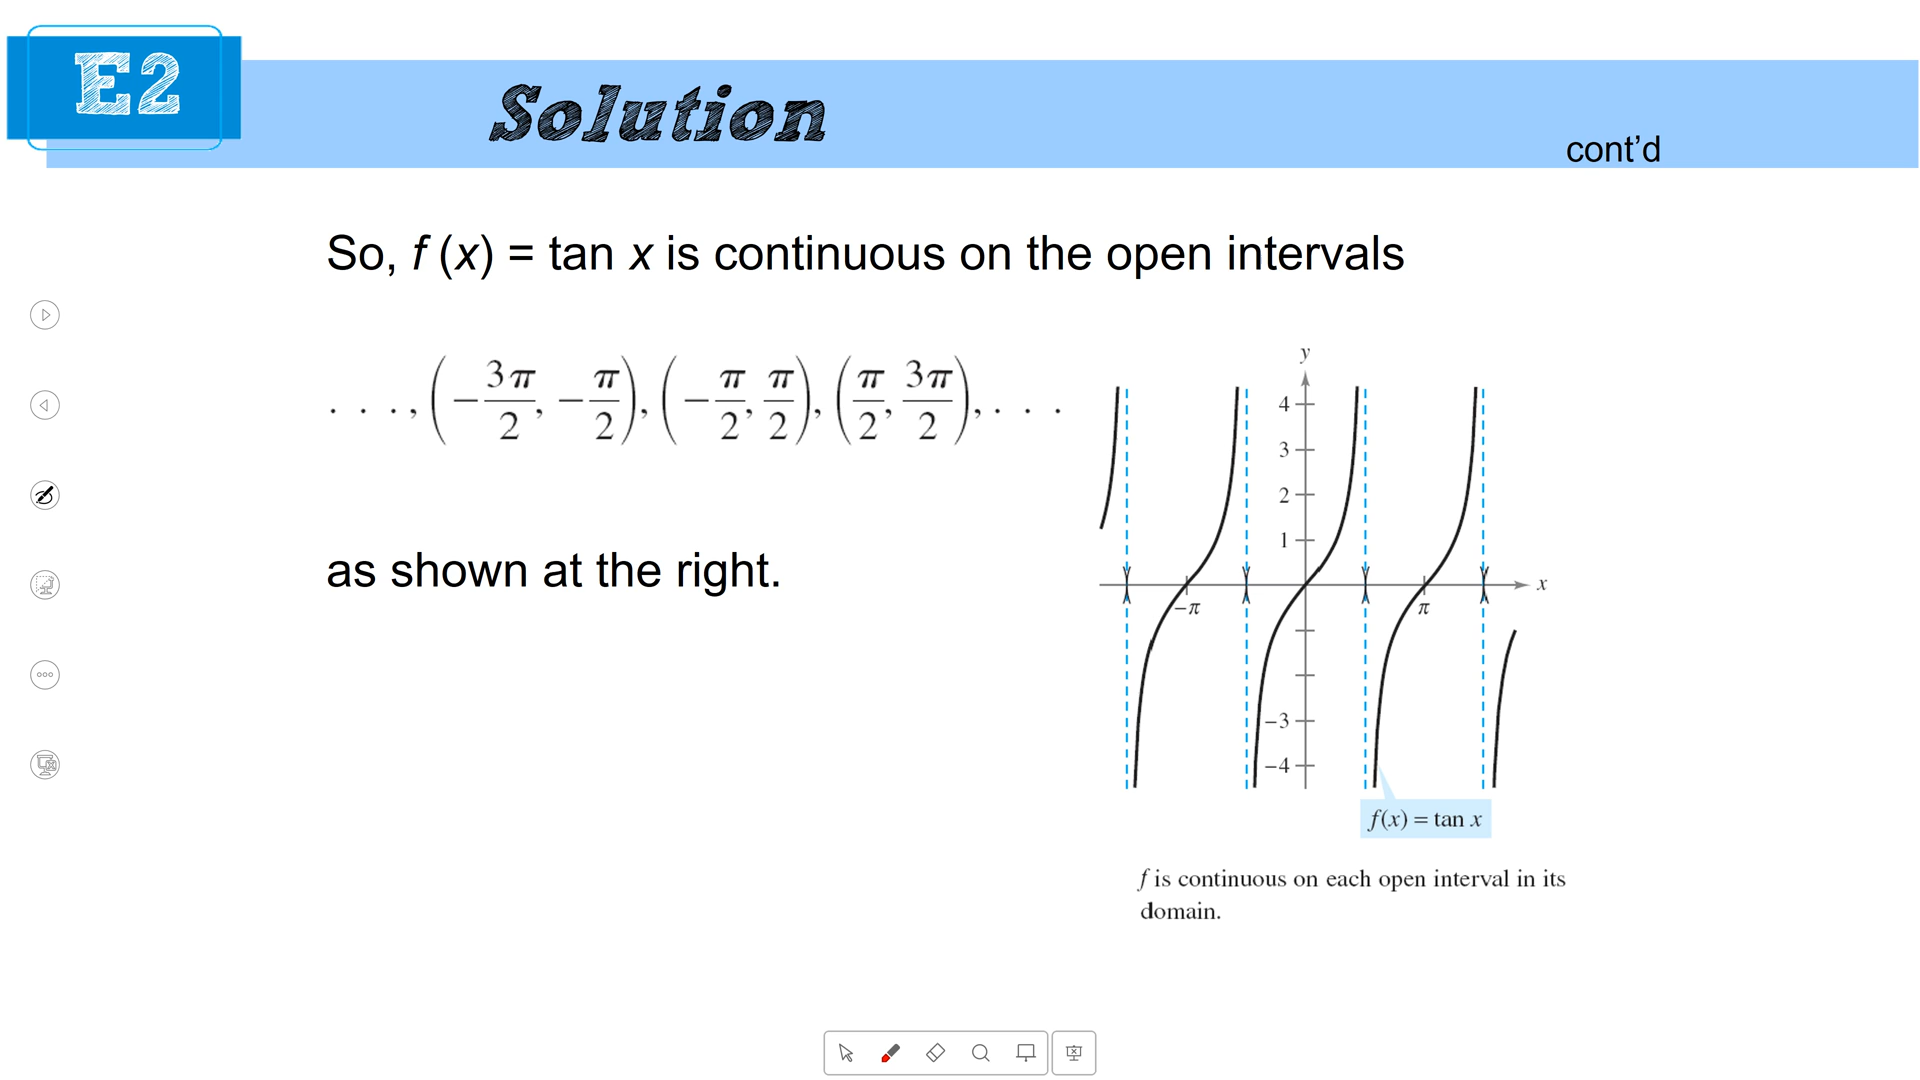 E2
Solution
cont’d
So, f (x) = tan x is continuous on the open intervals
. . . , (−3π/2, −π/2), (−π/2, π/2), (π/2, 3π/2), . . .
as shown at the right.
y
4
3
2
1
x
−π
π
−3
−4
f(x) = tan x
f is continuous on each open interval in its
domain.